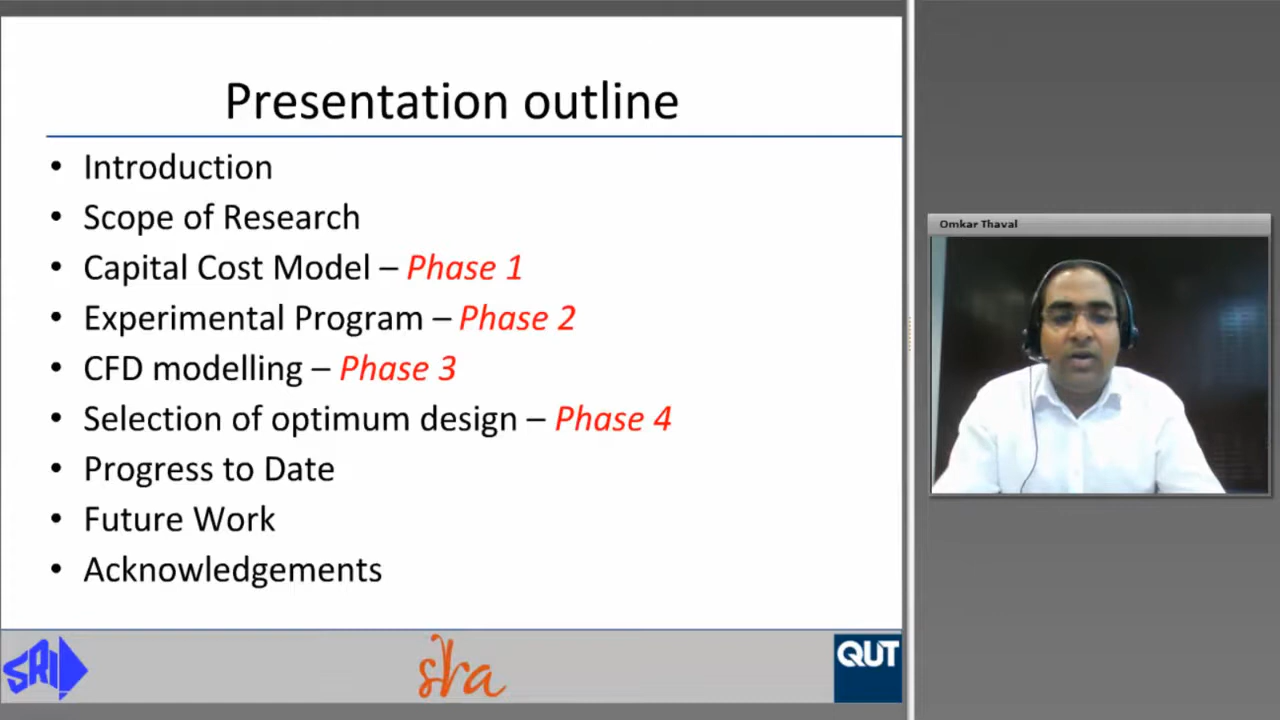 Presentation outline
• Introduction
• Scope of Research
• Capital Cost Model – Phase 1
• Experimental Program – Phase 2
• CFD modelling – Phase 3
• Selection of optimum design – Phase 4
• Progress to Date
• Future Work
• Acknowledgements
SRI
sra
QUT
Omkar Thaval